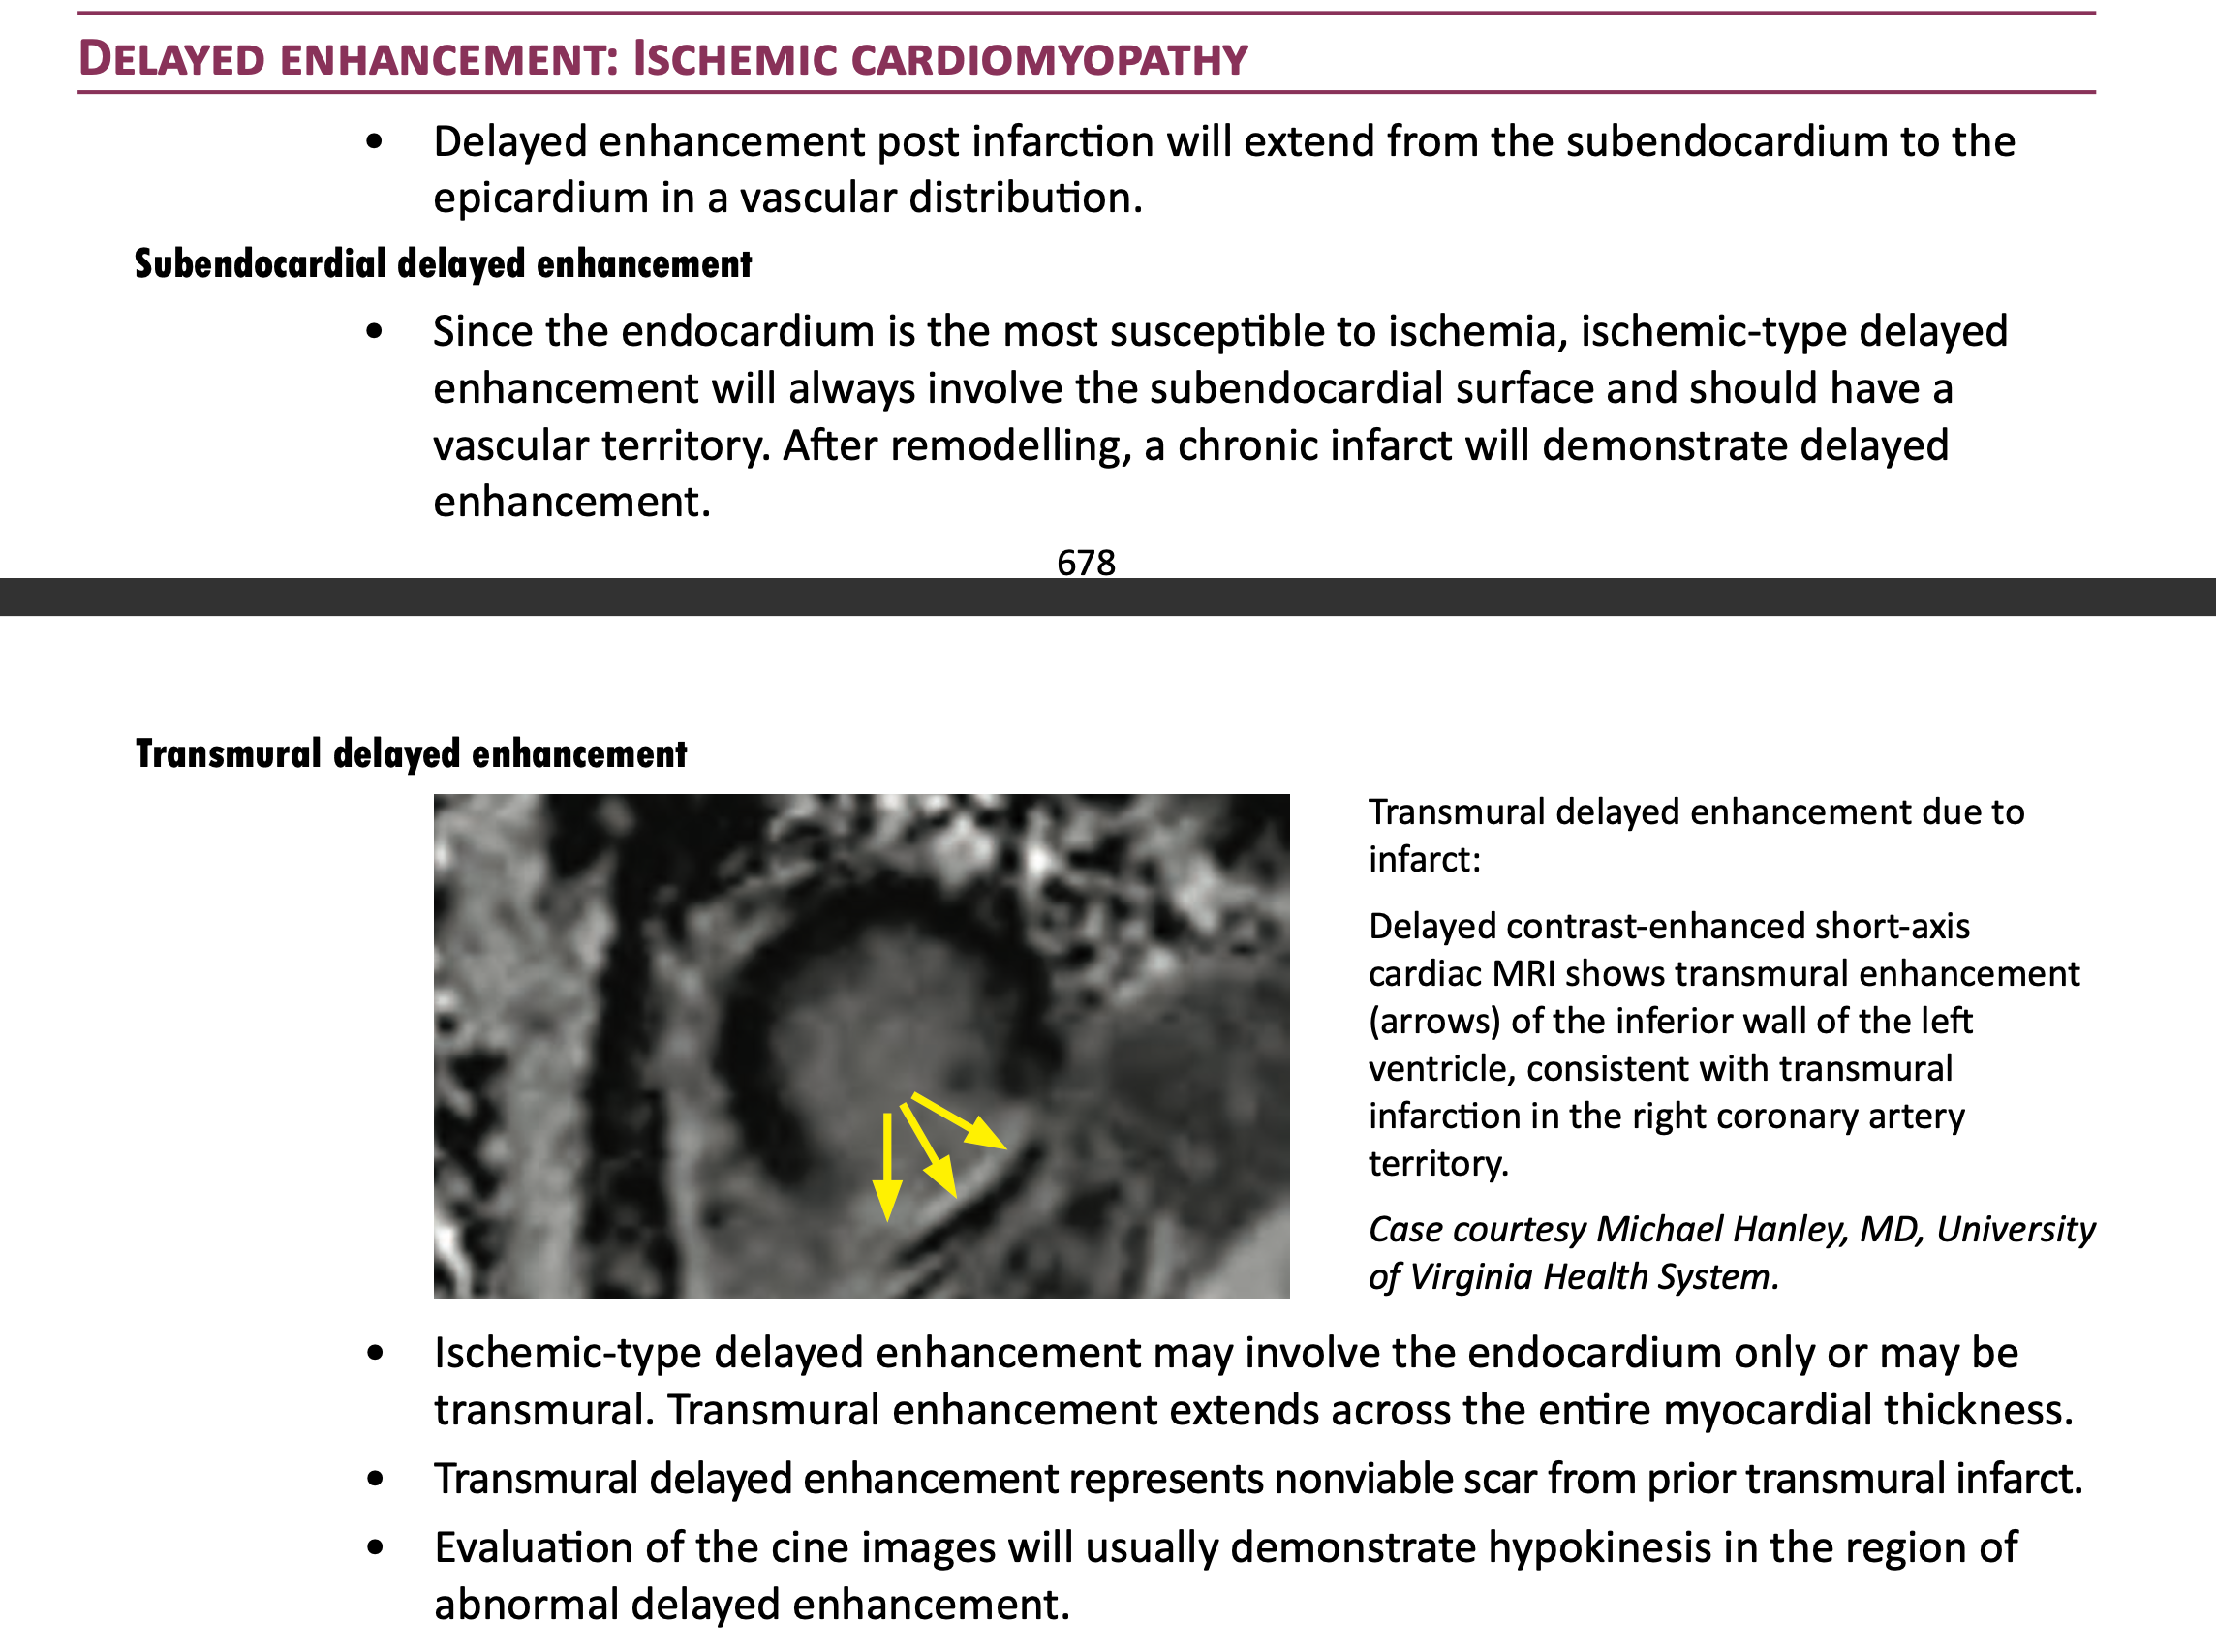 DELAYED ENHANCEMENT: ISCHEMIC CARDIOMYOPATHY
• Delayed enhancement post infarction will extend from the subendocardium to the
epicardium in a vascular distribution.
Subendocardial delayed enhancement
• Since the endocardium is the most susceptible to ischemia, ischemic-type delayed
enhancement will always involve the subendocardial surface and should have a
vascular territory. After remodelling, a chronic infarct will demonstrate delayed
enhancement.
678
Transmural delayed enhancement
Transmural delayed enhancement due to
infarct:
Delayed contrast-enhanced short-axis
cardiac MRI shows transmural enhancement
(arrows) of the inferior wall of the left
ventricle, consistent with transmural
infarction in the right coronary artery
territory.
Case courtesy Michael Hanley, MD, University
of Virginia Health System.
• Ischemic-type delayed enhancement may involve the endocardium only or may be
transmural. Transmural enhancement extends across the entire myocardial thickness.
• Transmural delayed enhancement represents nonviable scar from prior transmural infarct.
• Evaluation of the cine images will usually demonstrate hypokinesis in the region of
abnormal delayed enhancement.